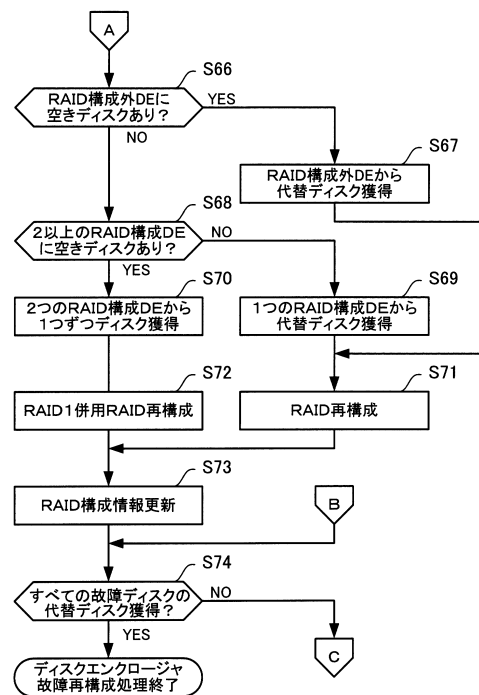 A
S66
RAID構成外DEに
空きディスクあり？
YES
NO
S67
RAID構成外DEから
代替ディスク獲得
S68
2以上のRAID構成DE
に空きディスクあり？
NO
YES
S70
2つのRAID構成DEから
1つずつディスク獲得
S69
1つのRAID構成DEから
代替ディスク獲得
S72
RAID1併用RAID再構成
S71
RAID再構成
S73
RAID構成情報更新
B
S74
すべての故障ディスクの
代替ディスク獲得？
NO
YES
C
ディスクエンクロージャ
故障再構成処理終了